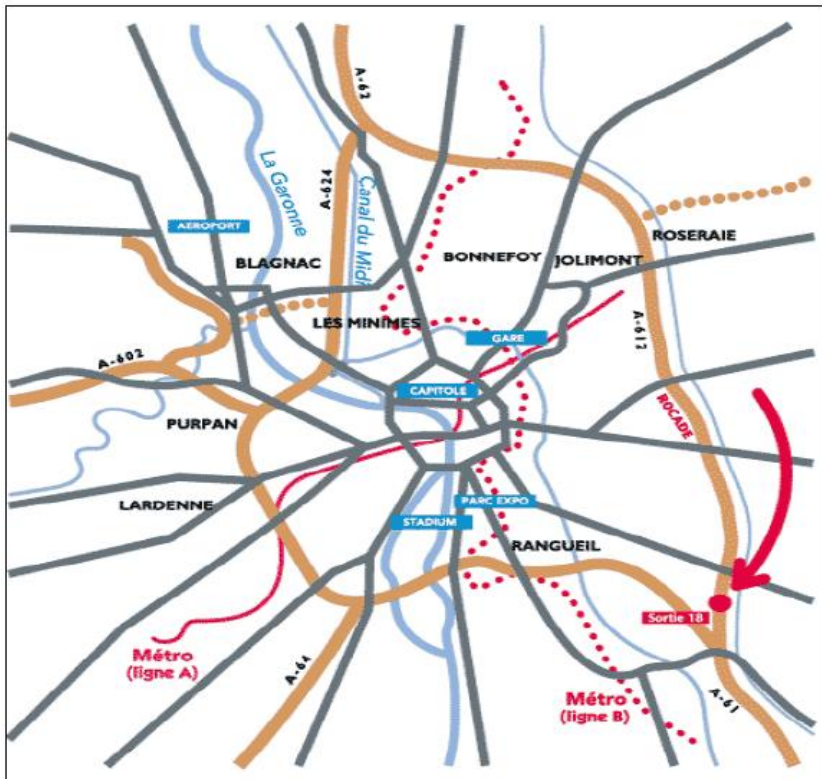 A-62
La Garonne
A-624
Canal du Midi
AEROPORT
BLAGNAC
BONNEFOY
JOLIMONT
ROSERAIE
LES MINIMES
GARE
A-612
A-602
CAPITOLE
ROCADE
PURPAN
LARDENNE
PARC EXPO
STADIUM
RANGUEIL
Sortie 18
Métro
(ligne A)
A-64
Métro
(ligne B)
A-61